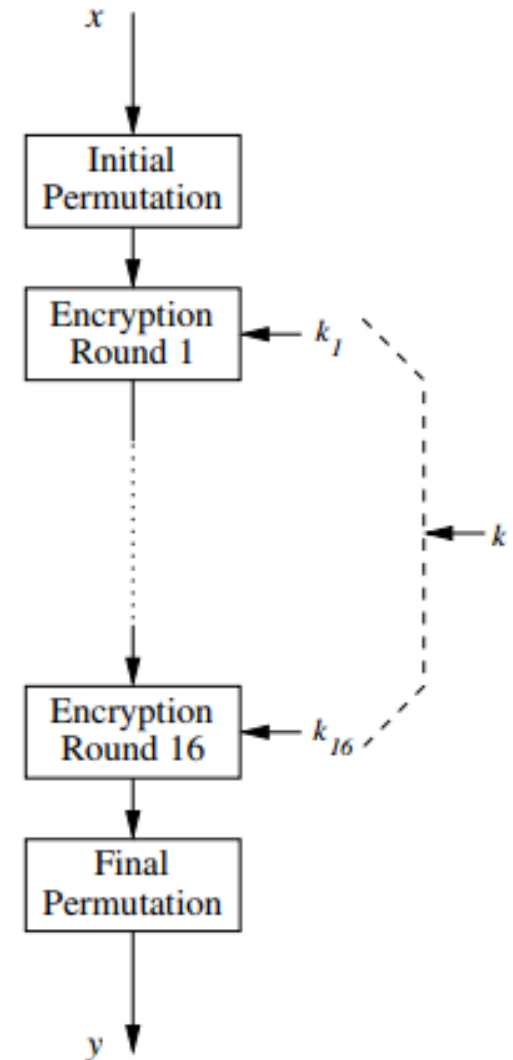 x
Initial
Permutation
Encryption
Round 1
k1
k
Encryption
Round 16
k16
Final
Permutation
y